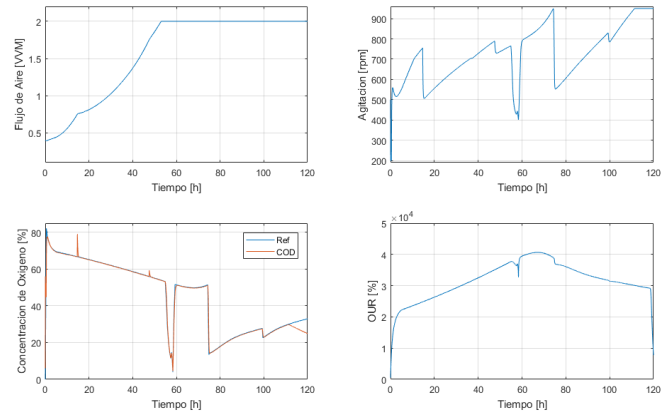 Flujo de Aire [VVM]
2
1.5
1
0.5
0 20 40 60 80 100 120
Tiempo [h]
Agitacion [rpm]
900
800
700
600
500
400
300
200
0 20 40 60 80 100 120
Tiempo [h]
Concentracion de Oxigeno [%]
80
60
40
20
0
Ref
COD
0 20 40 60 80 100 120
Tiempo [h]
OUR [%]
×10⁴
5
4
3
2
1
0
0 20 40 60 80 100 120
Tiempo [h]